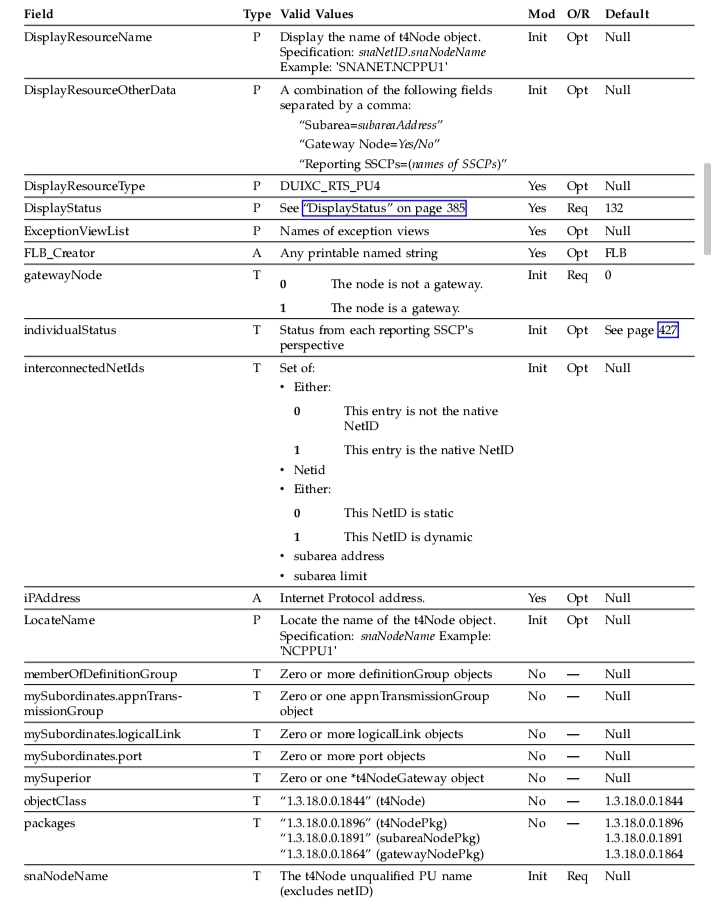 Field Type Valid Values Mod O/R Default
DisplayResourceName P Display the name of t4Node object. Init Opt Null
Specification: snaNetID.snaNodeName
Example: 'SNANET.NCPPU1'
DisplayResourceOtherData P A combination of the following fields Init Opt Null
separated by a comma:
“Subarea=subareaAddress”
“Gateway Node=Yes/No”
“Reporting SSCPs=(names of SSCPs)”
DisplayResourceType P DUIXC_RTS_PU4 Yes Opt Null
DisplayStatus P See “DisplayStatus” on page 385 Yes Req 132
ExceptionViewList P Names of exception views Yes Opt Null
FLB_Creator A Any printable named string Yes Opt FLB
gatewayNode T Init Req 0
0 The node is not a gateway.
1 The node is a gateway.
individualStatus T Status from each reporting SSCP's Init Opt See page 427
perspective
interconnectedNetIds T Set of: Init Opt Null
• Either:
0 This entry is not the native
NetID
1 This entry is the native NetID
• Netid
• Either:
0 This NetID is static
1 This NetID is dynamic
• subarea address
• subarea limit
iPAddress A Internet Protocol address. Yes Opt Null
LocateName P Locate the name of the t4Node object. Init Opt Null
Specification: snaNodeName Example:
'NCPPU1'
memberOfDefinitionGroup T Zero or more definitionGroup objects No — Null
mySubordinates.appnTrans- T Zero or one appnTransmissionGroup No — Null
missionGroup object
mySubordinates.logicalLink T Zero or more logicalLink objects No — Null
mySubordinates.port T Zero or more port objects No — Null
mySuperior T Zero or one *t4NodeGateway object No — Null
objectClass T “1.3.18.0.0.1844” (t4Node) No — 1.3.18.0.0.1844
packages T “1.3.18.0.0.1896” (t4NodePkg) No — 1.3.18.0.0.1896
“1.3.18.0.0.1891” (subareaNodePkg) 1.3.18.0.0.1891
“1.3.18.0.0.1864” (gatewayNodePkg) 1.3.18.0.0.1864
snaNodeName T The t4Node unqualified PU name Init Req Null
(excludes netID)